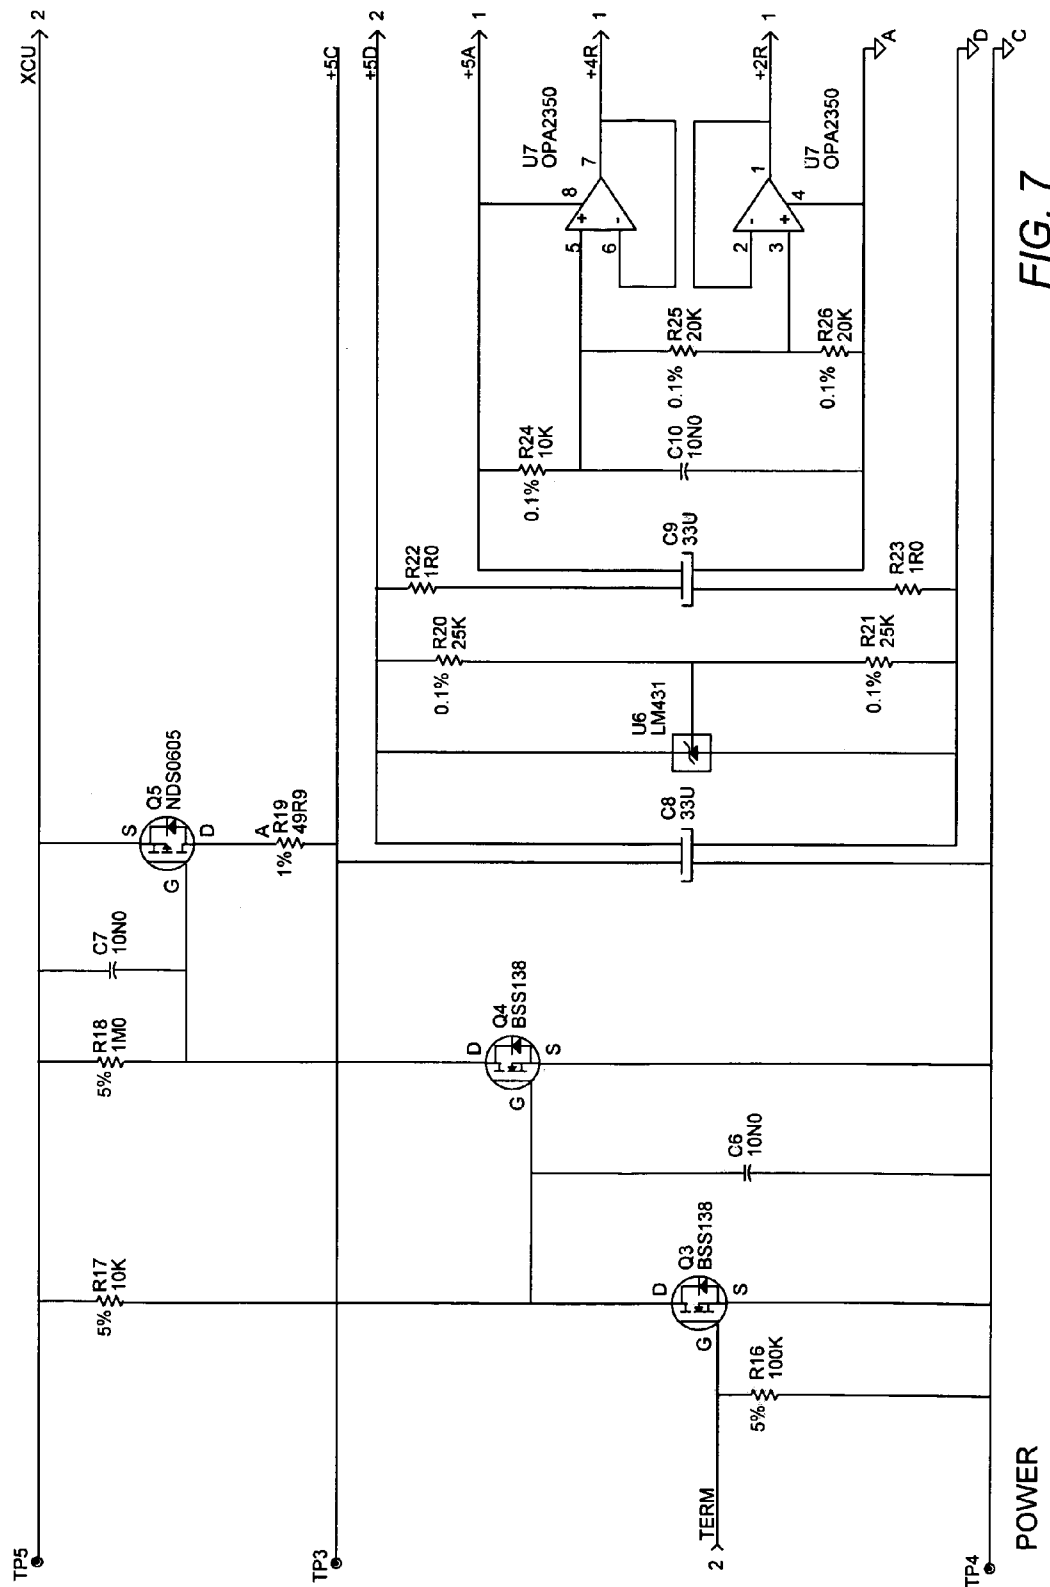 TP5
XCU 2
TP3
+5C
+5D 2
+5A 1
+4R 1
+2R 1
A
D
C
TP4
2 TERM
5% R16
100K
5% R17
10K
Q3
BSS138
D
G
S
C6
10N0
Q4
BSS138
D
G
S
5% R18
1M0
C7
10N0
Q5
NDS0605
S
G
D
A
1% R19
49R9
C8
33U
U6
LM431
0.1% R20
25K
0.1% R21
25K
R22
1R0
R23
1R0
C9
33U
0.1% R24
10K
C10
10N0
0.1% R25
20K
0.1% R26
20K
U7
OPA2350
5
6
7
8
+
-
U7
OPA2350
2
3
1
4
-
+
POWER
FIG. 7